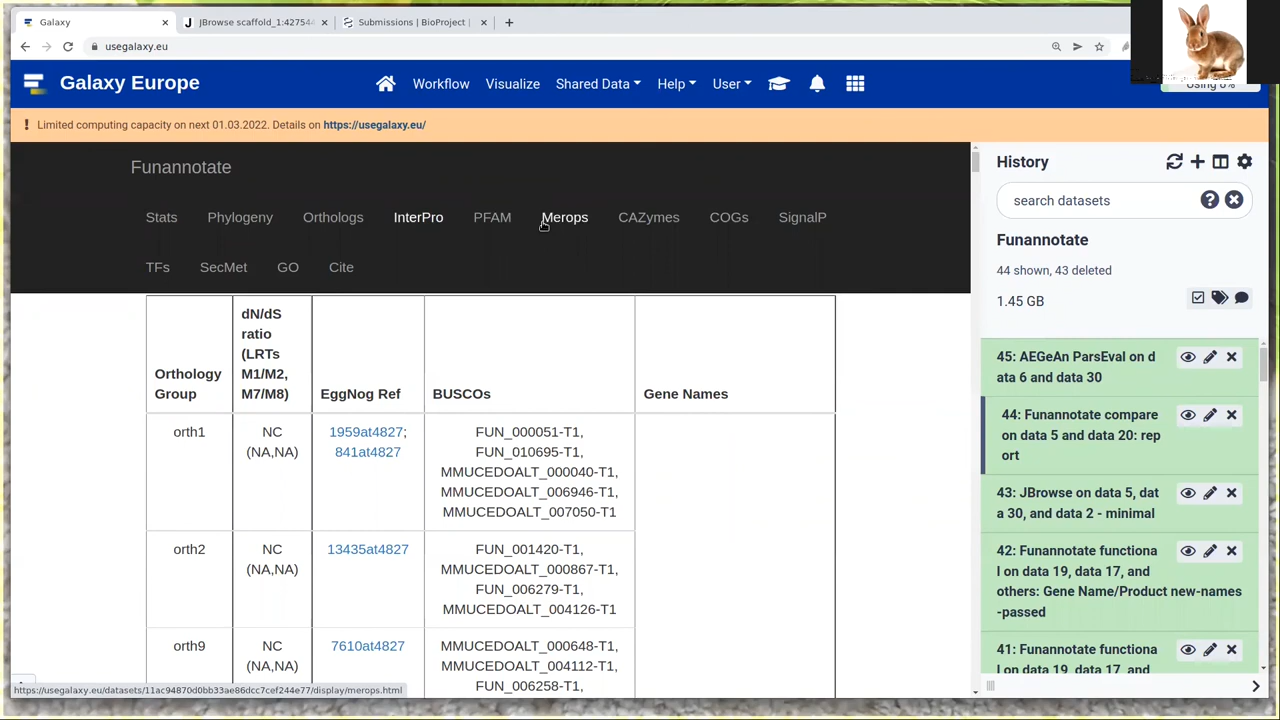 Galaxy
JBrowse scaffold_1:42754
Submissions | BioProject |
usegalaxy.eu
Galaxy Europe
Workflow
Visualize
Shared Data
Help
User
Using 6%
Limited computing capacity on next 01.03.2022. Details on https://usegalaxy.eu/
Funannotate
Stats
Phylogeny
Orthologs
InterPro
PFAM
Merops
CAZymes
COGs
SignalP
TFs
SecMet
GO
Cite
Orthology
Group
dN/dS
ratio
(LRTs
M1/M2,
M7/M8)
EggNog Ref
BUSCOs
Gene Names
orth1
NC
(NA,NA)
1959at4827;
841at4827
FUN_000051-T1,
FUN_010695-T1,
MMUCEDOALT_000040-T1,
MMUCEDOALT_006946-T1,
MMUCEDOALT_007050-T1
orth2
NC
(NA,NA)
13435at4827
FUN_001420-T1,
MMUCEDOALT_000867-T1,
FUN_006279-T1,
MMUCEDOALT_004126-T1
orth9
NC
(NA,NA)
7610at4827
MMUCEDOALT_000648-T1,
MMUCEDOALT_004112-T1,
FUN_006258-T1,
https://usegalaxy.eu/datasets/11ac94870d0bb33ae86dcc7cef244e77/display/merops.html
History
search datasets
Funannotate
44 shown, 43 deleted
1.45 GB
45: AEGeAn ParsEval on d
ata 6 and data 30
44: Funannotate compare
on data 5 and data 20: rep
ort
43: JBrowse on data 5, dat
a 30, and data 2 - minimal
42: Funannotate functiona
l on data 19, data 17, and
others: Gene Name/Product new-names
-passed
41: Funannotate functiona
l on data 19, data 17, and